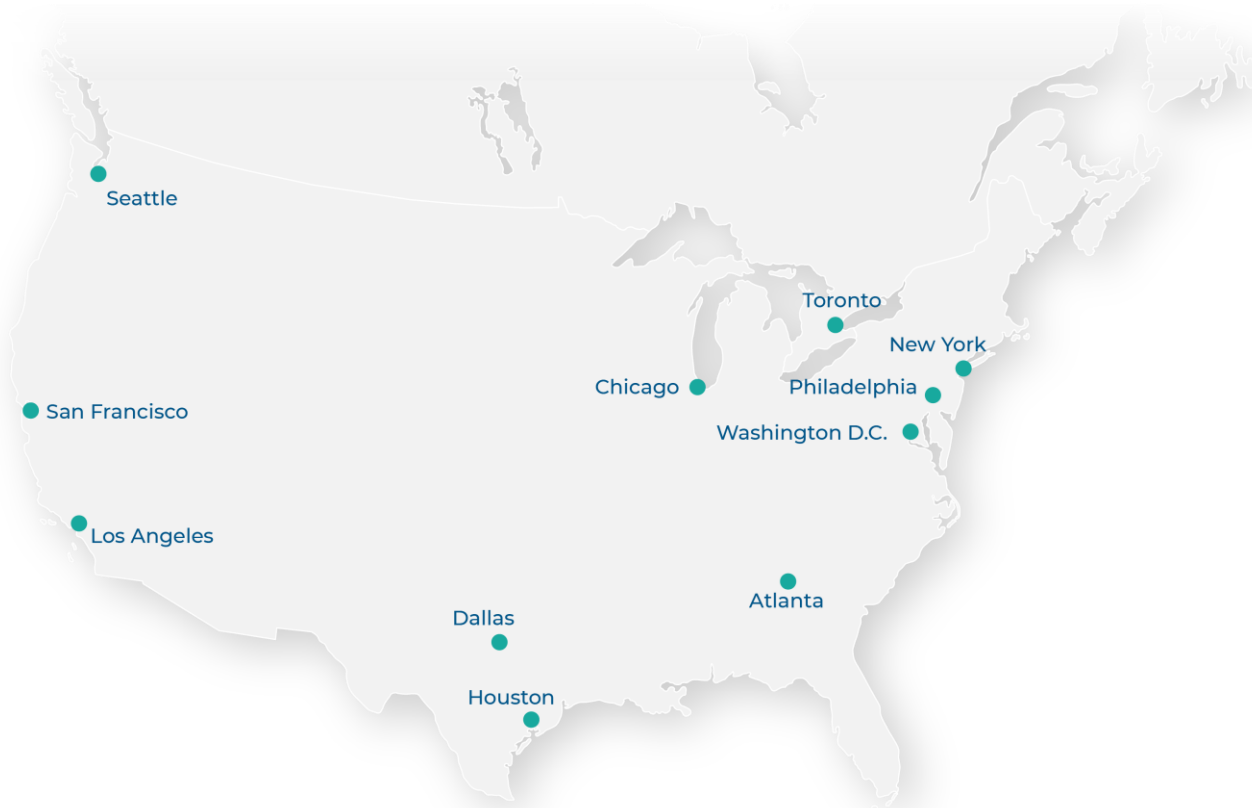 Seattle
Toronto
New York
Chicago
Philadelphia
San Francisco
Washington D.C.
Los Angeles
Atlanta
Dallas
Houston